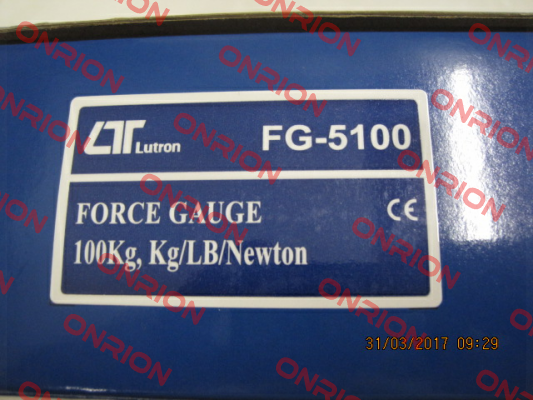 LT Lutron FG-5100
FORCE GAUGE CE
100Kg, Kg/LB/Newton
31/03/2017 09:29
ONRION